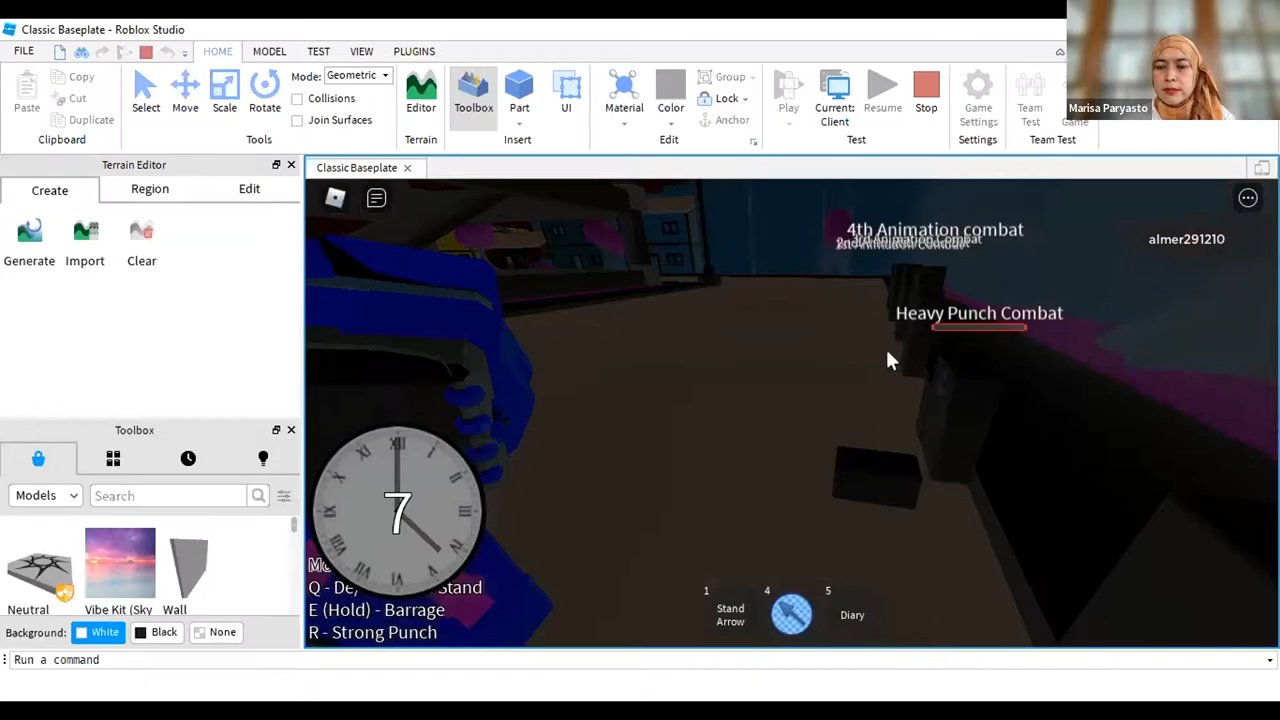 Classic Baseplate - Roblox Studio
FILE
HOME
MODEL
TEST
VIEW
PLUGINS
Paste
Copy
Cut
Duplicate
Clipboard
Select
Move
Scale
Rotate
Mode: Geometric
Collisions
Join Surfaces
Tools
Editor
Terrain
Toolbox
Part
UI
Insert
Material
Color
Group
Lock
Anchor
Edit
Play
Current:
Client
Resume
Stop
Test
Game
Settings
Settings
Team
Test
Team Test
Marisa Paryasto
Terrain Editor
Create
Region
Edit
Generate
Import
Clear
Toolbox
Models
Search
Neutral
Vibe Kit (Sky
Wall
Background:
White
Black
None
Run a command
Classic Baseplate
4th Animation combat
almer291210
Heavy Punch Combat
XII
7
Stand
E (Hold) - Barrage
R - Strong Punch
1
Stand
Arrow
4
5
Diary